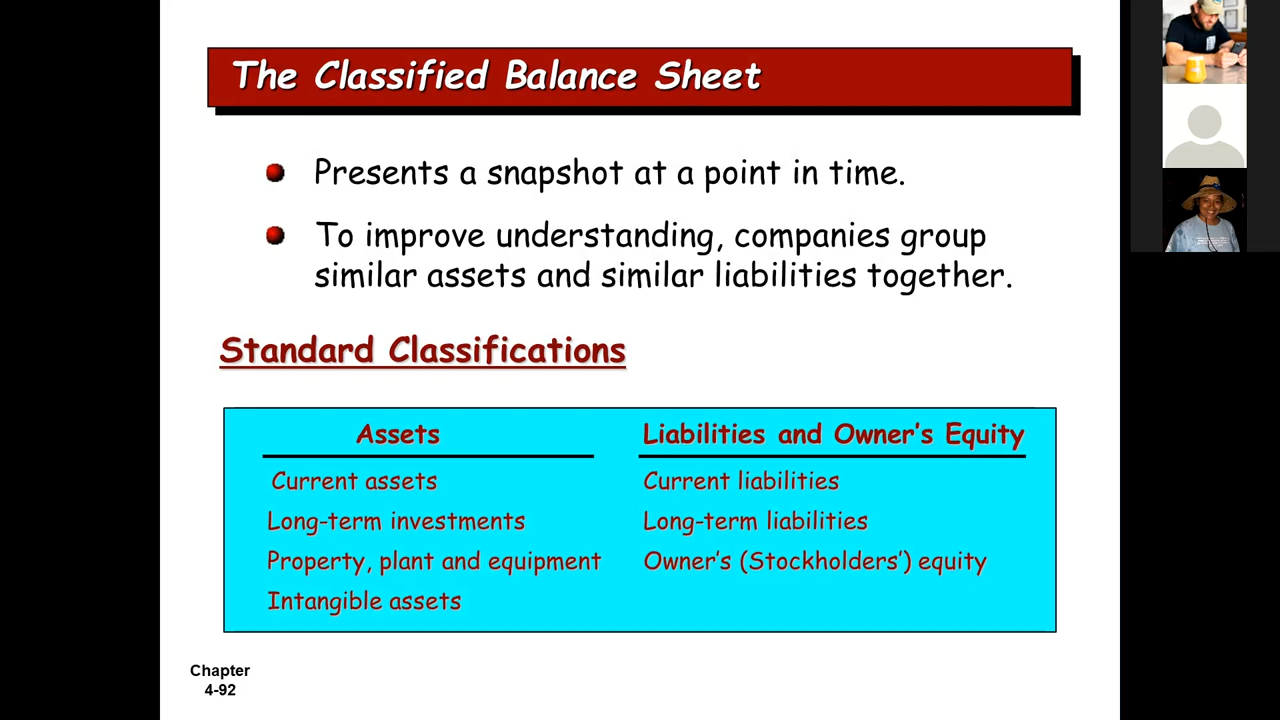 The Classified Balance Sheet
Presents a snapshot at a point in time.
To improve understanding, companies group
similar assets and similar liabilities together.
Standard Classifications
Assets
Current assets
Long-term investments
Property, plant and equipment
Intangible assets
Liabilities and Owner's Equity
Current liabilities
Long-term liabilities
Owner's (Stockholders') equity
Chapter
4-92